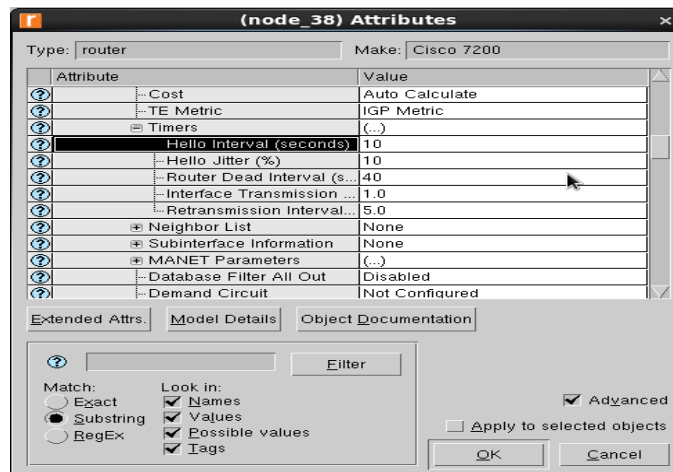 r (node_38) Attributes ×
Type: router Make: Cisco 7200
Attribute Value
? Cost Auto Calculate
? TE Metric IGP Metric
? Timers (...)
? Hello Interval (seconds) 10
? Hello Jitter (%) 10
? Router Dead Interval (s... 40
? Interface Transmission ... 1.0
? Retransmission Interval... 5.0
? Neighbor List None
? Subinterface Information None
? MANET Parameters (...)
? Database Filter All Out Disabled
? Demand Circuit Not Configured
Extended Attrs. Model Details Object Documentation
? Filter
Match: Look in:
Exact Names
Substring Values
RegEx Possible values
Tags
Advanced
Apply to selected objects
OK Cancel